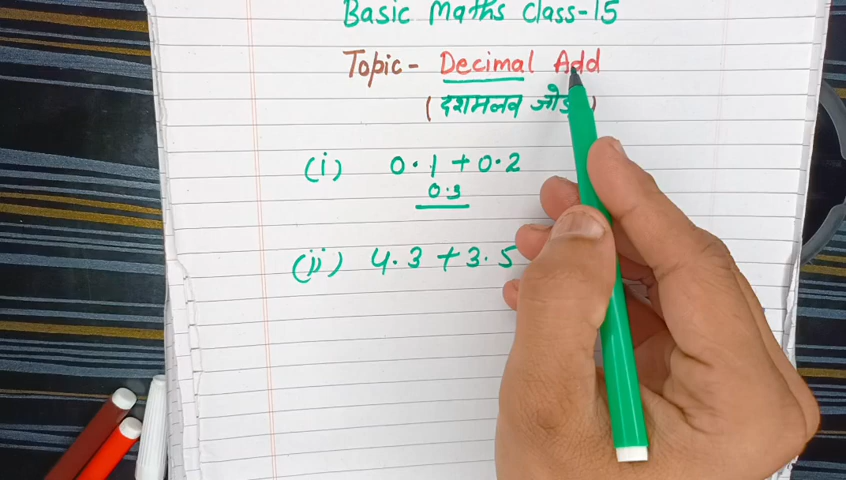 Basic Maths Class-15
Topic- Decimal Add
(दशमलव जोड़)
(i) 0.1 + 0.2
0.3
(ii) 4.3 + 3.5